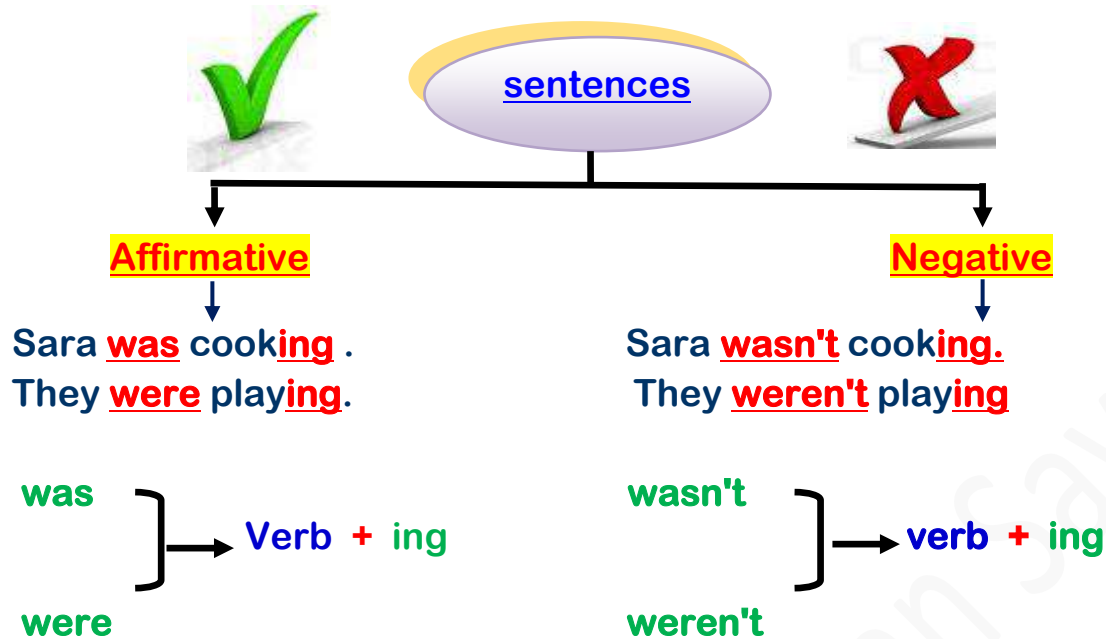 sentences
Affirmative
Negative
Sara was cooking .
They were playing.
Sara wasn't cooking.
They weren't playing
was
Verb + ing
were
wasn't
verb + ing
weren't